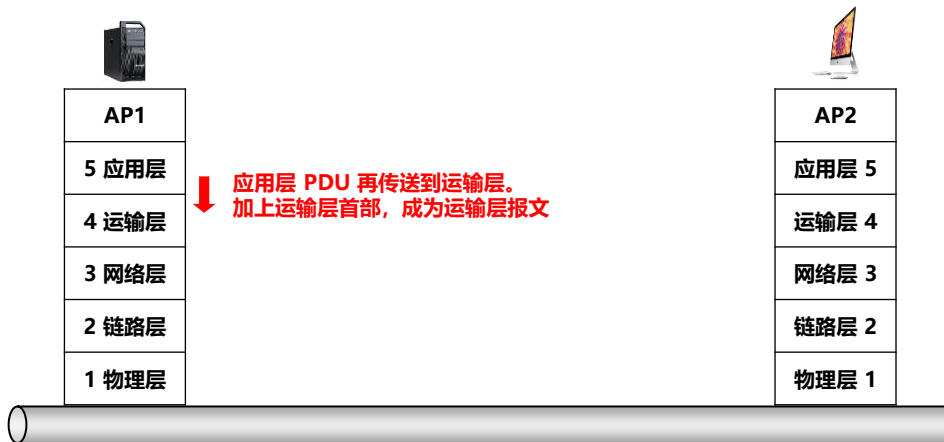 AP1
5 应用层
4 运输层
3 网络层
2 链路层
1 物理层
应用层 PDU 再传送到运输层。
加上运输层首部，成为运输层报文
AP2
应用层 5
运输层 4
网络层 3
链路层 2
物理层 1